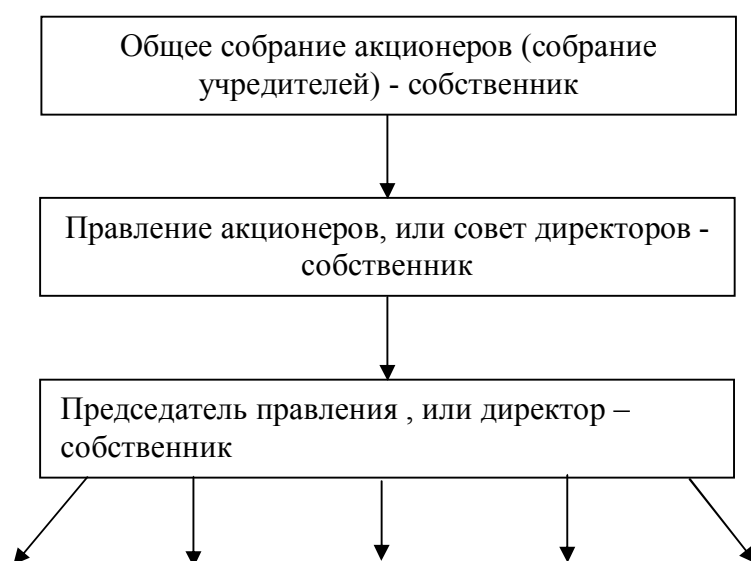 Общее собрание акционеров (собрание
учредителей) - собственник
Правление акционеров, или совет директоров -
собственник
Председатель правления , или директор –
собственник